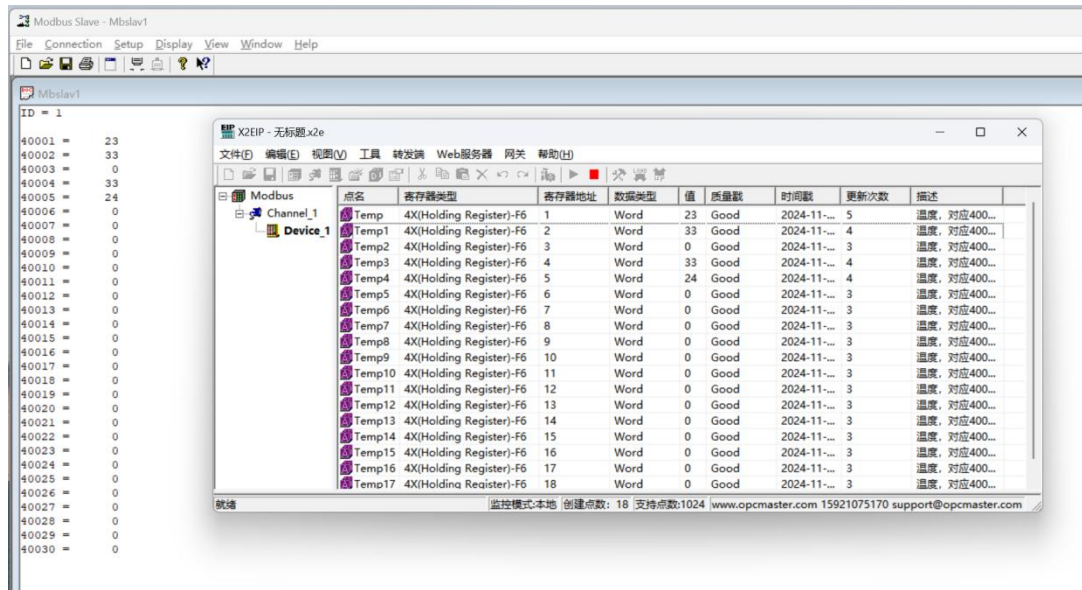 Modbus Slave - Mbslav1
File Connection Setup Display View Window Help
Mbslav1
ID = 1
40001 = 23
40002 = 33
40003 = 0
40004 = 33
40005 = 24
40006 = 0
40007 = 0
40008 = 0
40009 = 0
40010 = 0
40011 = 0
40012 = 0
40013 = 0
40014 = 0
40015 = 0
40016 = 0
40017 = 0
40018 = 0
40019 = 0
40020 = 0
40021 = 0
40022 = 0
40023 = 0
40024 = 0
40025 = 0
40026 = 0
40027 = 0
40028 = 0
40029 = 0
40030 = 0
EIP X2EIP - 无标题.x2e
文件(F) 编辑(E) 视图(V) 工具 转发端 Web服务器 网关 帮助(H)
Modbus
Channel_1
Device_1
点名 寄存器类型 寄存器地址 数据类型 值 质量戳 时间戳 更新次数 描述
Temp 4X(Holding Register)-F6 1 Word 23 Good 2024-11-... 5 温度，对应400...
Temp1 4X(Holding Register)-F6 2 Word 33 Good 2024-11-... 4 温度，对应400...
Temp2 4X(Holding Register)-F6 3 Word 0 Good 2024-11-... 3 温度，对应400...
Temp3 4X(Holding Register)-F6 4 Word 33 Good 2024-11-... 4 温度，对应400...
Temp4 4X(Holding Register)-F6 5 Word 24 Good 2024-11-... 4 温度，对应400...
Temp5 4X(Holding Register)-F6 6 Word 0 Good 2024-11-... 3 温度，对应400...
Temp6 4X(Holding Register)-F6 7 Word 0 Good 2024-11-... 3 温度，对应400...
Temp7 4X(Holding Register)-F6 8 Word 0 Good 2024-11-... 3 温度，对应400...
Temp8 4X(Holding Register)-F6 9 Word 0 Good 2024-11-... 3 温度，对应400...
Temp9 4X(Holding Register)-F6 10 Word 0 Good 2024-11-... 3 温度，对应400...
Temp10 4X(Holding Register)-F6 11 Word 0 Good 2024-11-... 3 温度，对应400...
Temp11 4X(Holding Register)-F6 12 Word 0 Good 2024-11-... 3 温度，对应400...
Temp12 4X(Holding Register)-F6 13 Word 0 Good 2024-11-... 3 温度，对应400...
Temp13 4X(Holding Register)-F6 14 Word 0 Good 2024-11-... 3 温度，对应400...
Temp14 4X(Holding Register)-F6 15 Word 0 Good 2024-11-... 3 温度，对应400...
Temp15 4X(Holding Register)-F6 16 Word 0 Good 2024-11-... 3 温度，对应400...
Temp16 4X(Holding Register)-F6 17 Word 0 Good 2024-11-... 3 温度，对应400...
Temp17 4X(Holding Register)-F6 18 Word 0 Good 2024-11-... 3 温度，对应400...
就绪 监控模式:本地 创建点数: 18 支持点数:1024 www.opcmaster.com 15921075170 support@opcmaster.com